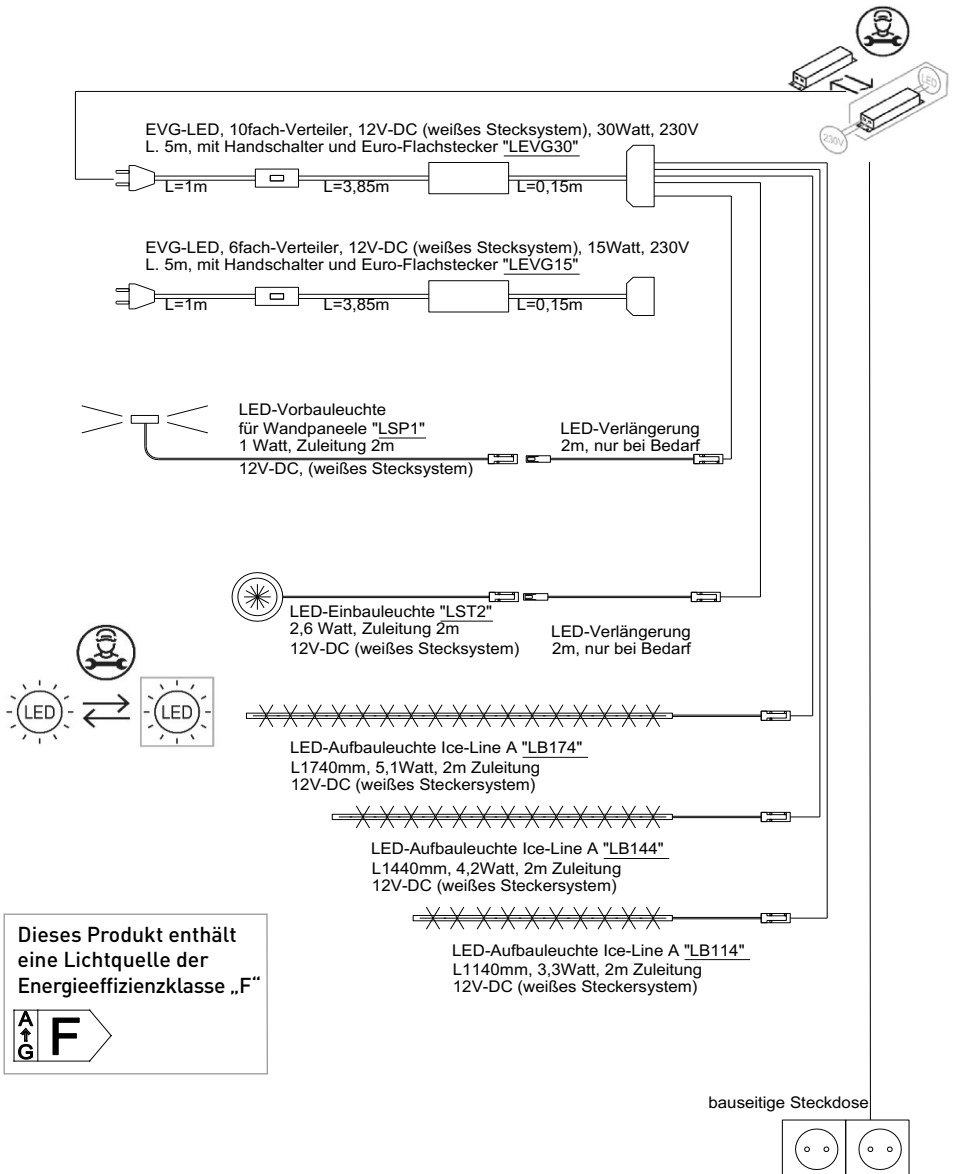 LED
230V
EVG-LED, 10fach-Verteiler, 12V-DC (weißes Stecksystem), 30Watt, 230V
L. 5m, mit Handschalter und Euro-Flachstecker "LEVG30"
L=1m
L=3,85m
L=0,15m
EVG-LED, 6fach-Verteiler, 12V-DC (weißes Stecksystem), 15Watt, 230V
L. 5m, mit Handschalter und Euro-Flachstecker "LEVG15"
L=1m
L=3,85m
L=0,15m
LED-Vorbauleuchte
für Wandpaneele "LSP1"
1 Watt, Zuleitung 2m
12V-DC, (weißes Stecksystem)
LED-Verlängerung
2m, nur bei Bedarf
LED-Einbauleuchte "LST2"
2,6 Watt, Zuleitung 2m
12V-DC (weißes Stecksystem)
LED-Verlängerung
2m, nur bei Bedarf
LED
LED
LED-Aufbauleuchte Ice-Line A "LB174"
L1740mm, 5,1Watt, 2m Zuleitung
12V-DC (weißes Steckersystem)
LED-Aufbauleuchte Ice-Line A "LB144"
L1440mm, 4,2Watt, 2m Zuleitung
12V-DC (weißes Steckersystem)
LED-Aufbauleuchte Ice-Line A "LB114"
L1140mm, 3,3Watt, 2m Zuleitung
12V-DC (weißes Steckersystem)
Dieses Produkt enthält
eine Lichtquelle der
Energieeffizienzklasse „F“
A
G
F
bauseitige Steckdose